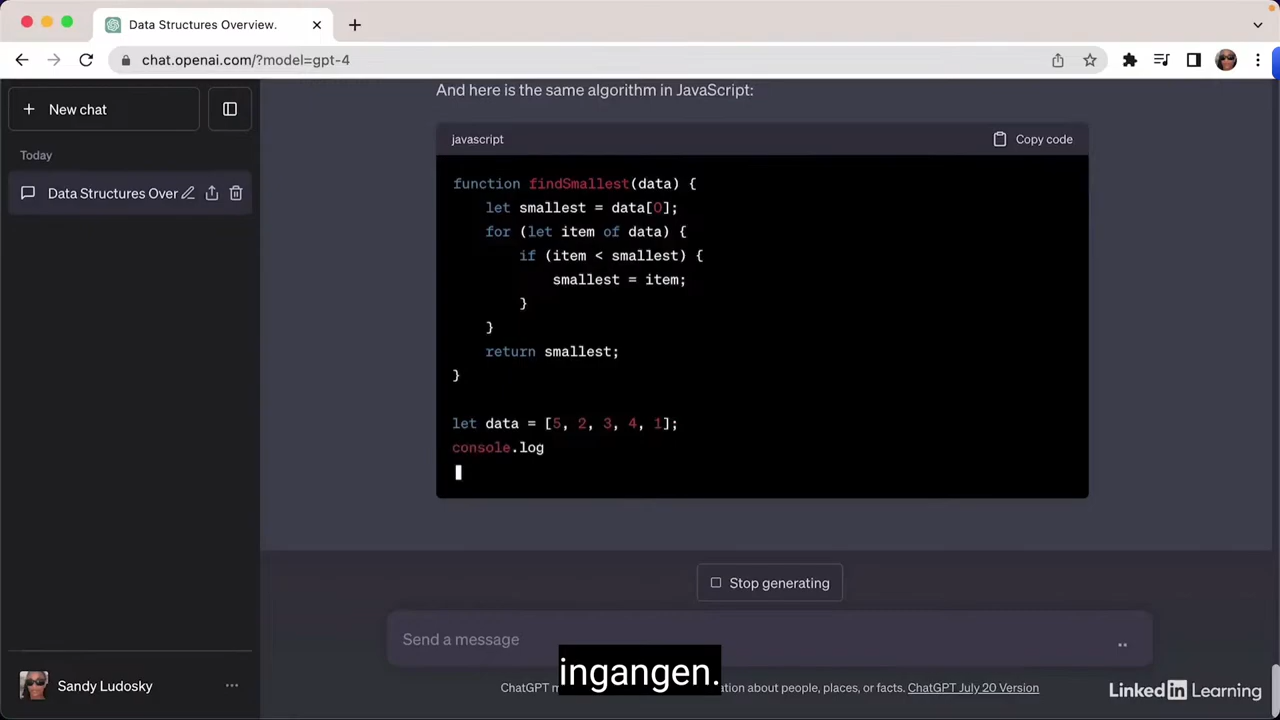 Data Structures Overview.
chat.openai.com/?model=gpt-4
New chat
Today
Data Structures Over
And here is the same algorithm in JavaScript:
javascript
Copy code
function findSmallest(data) {
let smallest = data[0];
for (let item of data) {
if (item < smallest) {
smallest = item;
}
}
return smallest;
}
let data = [5, 2, 3, 4, 1];
console.log
Stop generating
Send a message
ingangen.
ChatGPT about people, places, or facts. ChatGPT July 20 Version
Sandy Ludosky
LinkedIn Learning